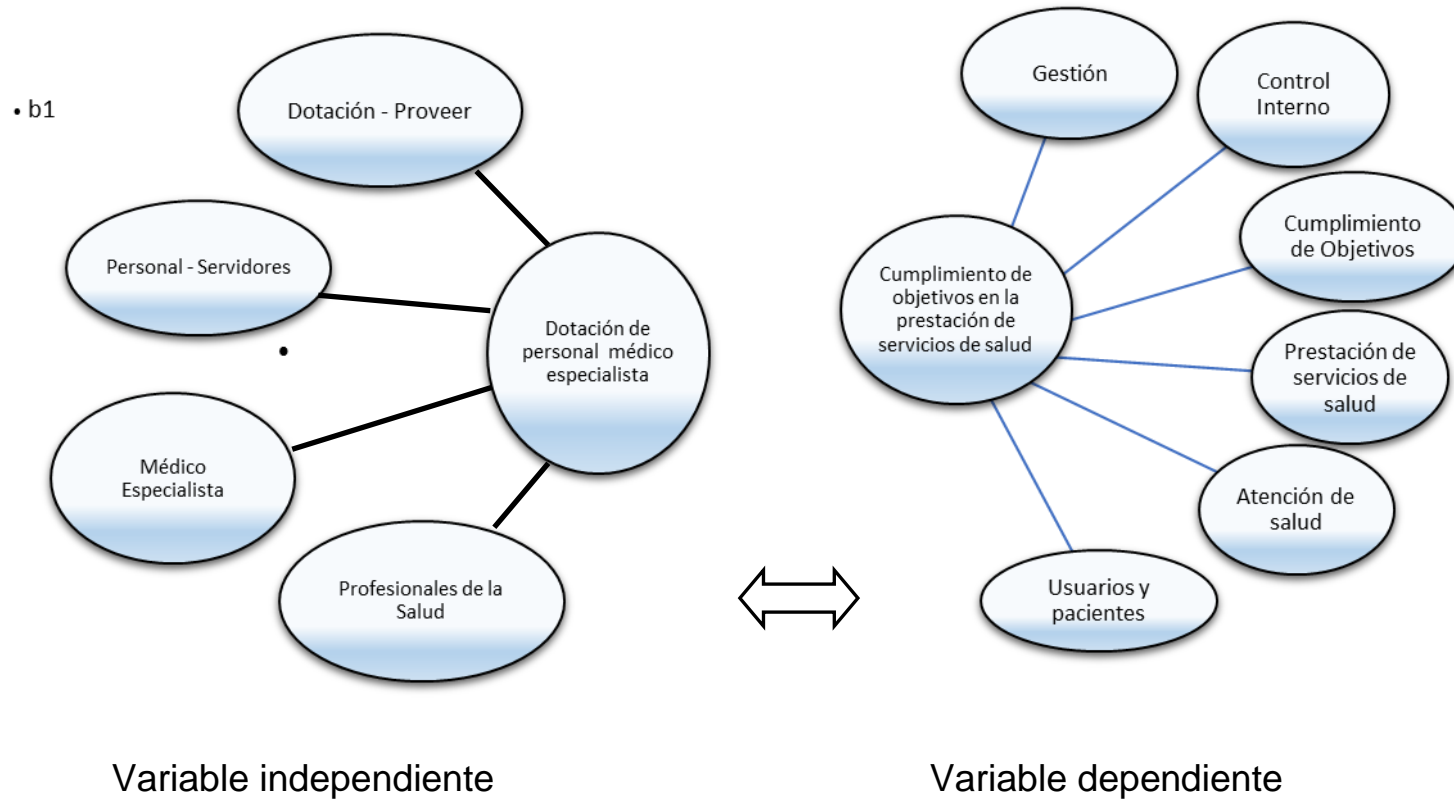 • b1
Dotación - Proveer
Personal - Servidores
•
Médico
Especialista
Profesionales de la
Salud
Dotación de
personal médico
especialista
Gestión
Control
Interno
Cumplimiento
de Objetivos
Prestación de
servicios de
salud
Atención de
salud
Usuarios y
pacientes
Cumplimiento de
objetivos en la
prestación de
servicios de salud
Variable independiente
Variable dependiente